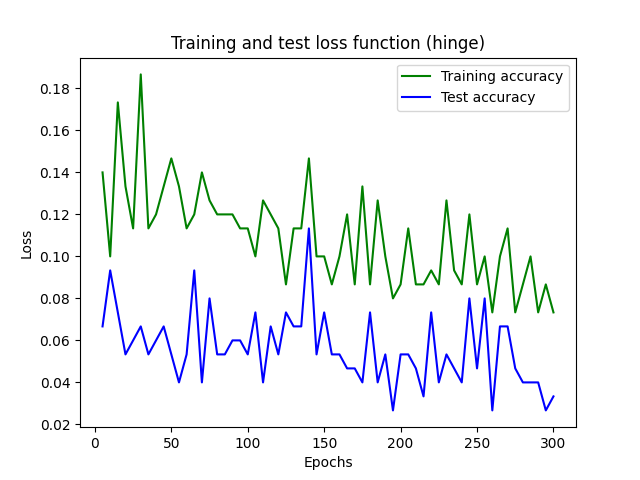 Training and test loss function (hinge)
Training accuracy
Test accuracy
Loss
0.18
0.16
0.14
0.12
0.10
0.08
0.06
0.04
0.02
0 50 100 150 200 250 300
Epochs